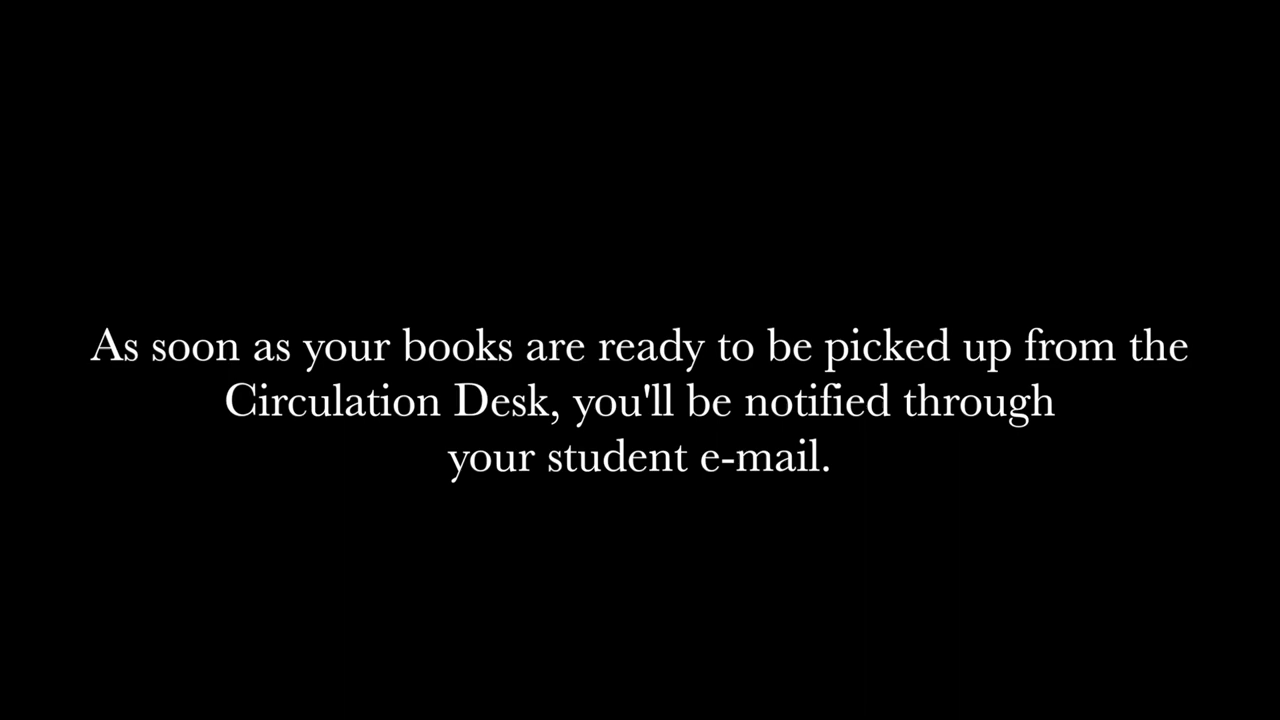 As soon as your books are ready to be picked up from the
Circulation Desk, you'll be notified through
your student e-mail.